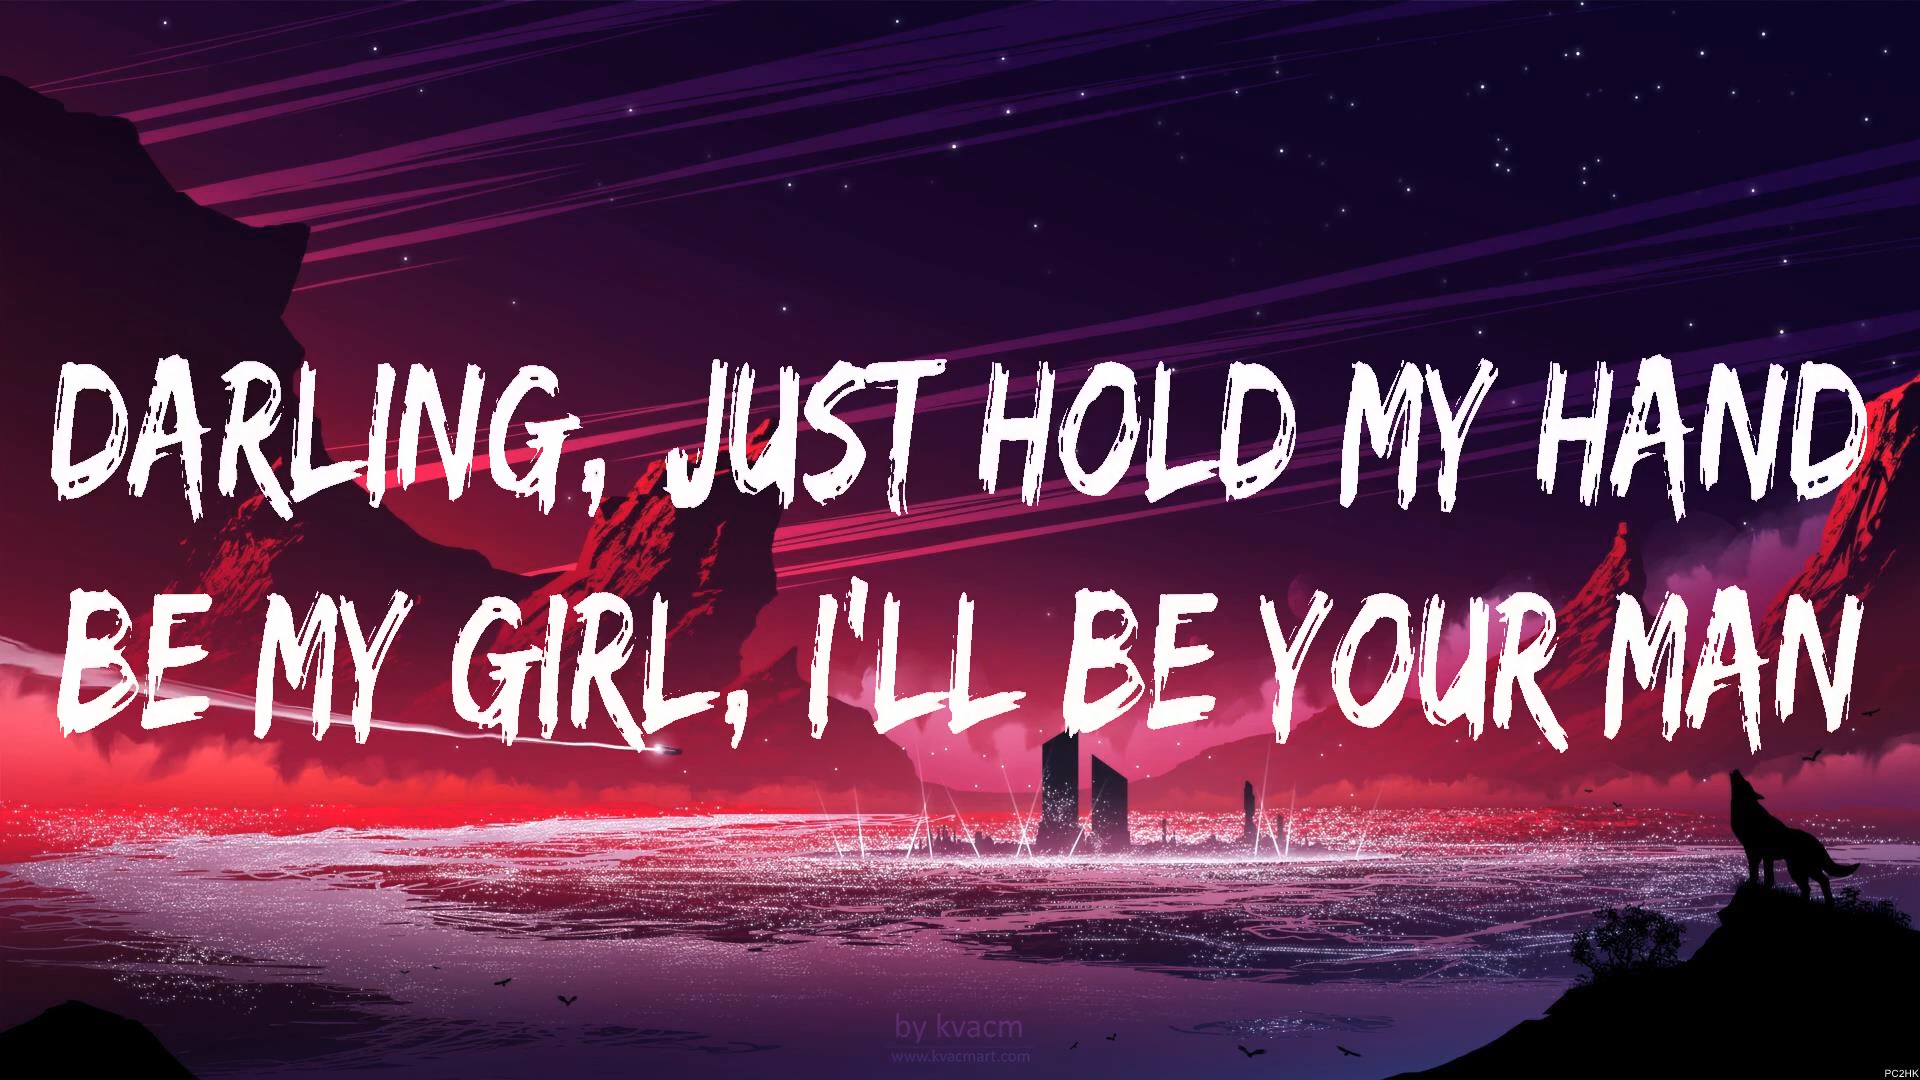 DARLING, JUST HOLD MY HAND
BE MY GIRL, I'LL BE YOUR MAN
by kvacm
www.kvacmart.com
PC2HK